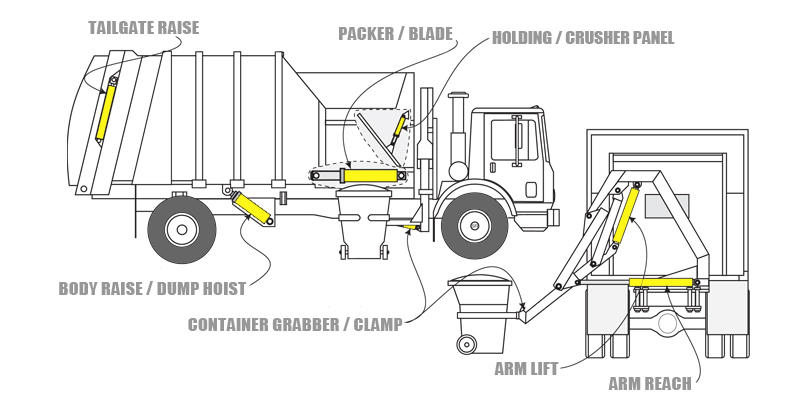 TAILGATE RAISE
PACKER / BLADE
HOLDING / CRUSHER PANEL
BODY RAISE / DUMP HOIST
CONTAINER GRABBER / CLAMP
ARM LIFT
ARM REACH